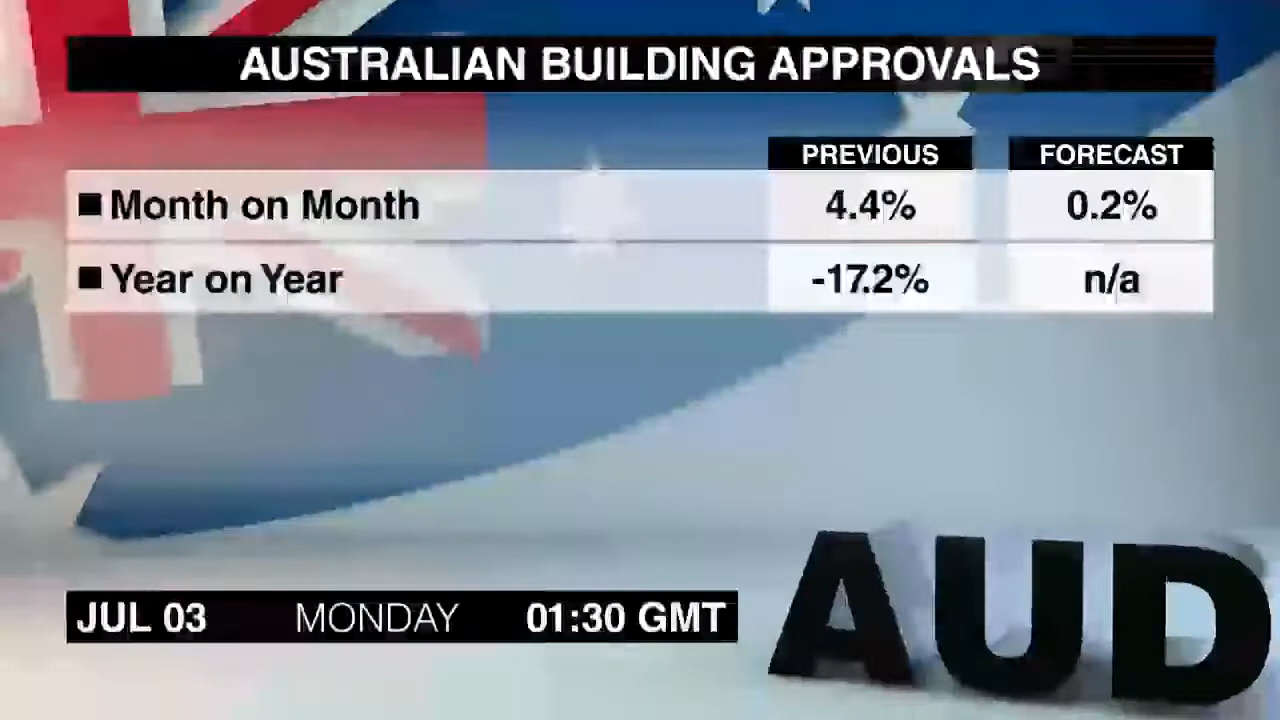 AUSTRALIAN BUILDING APPROVALS
PREVIOUS FORECAST
Month on Month 4.4% 0.2%
Year on Year -17.2% n/a
JUL 03 MONDAY 01:30 GMT
AUD